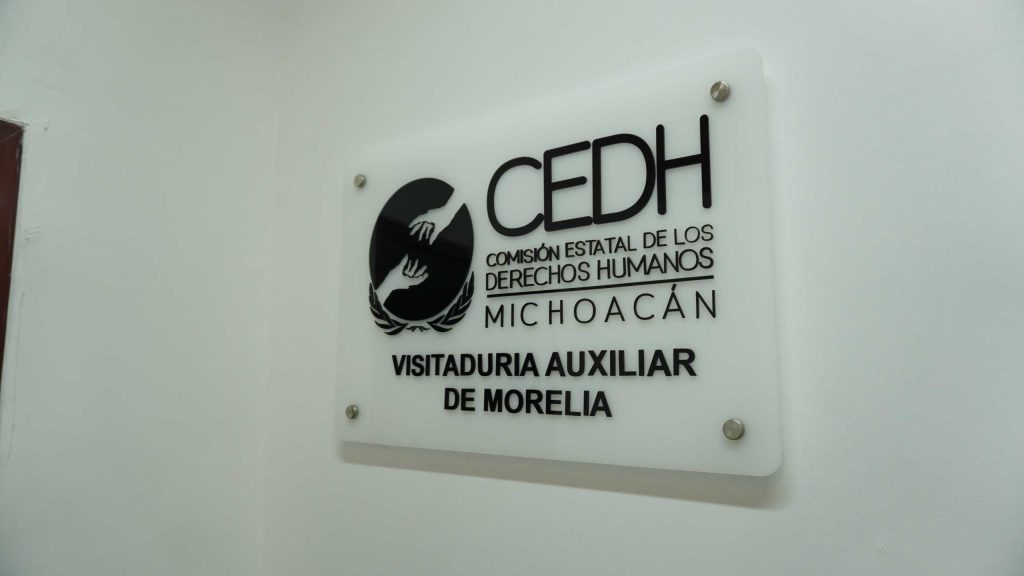 CEDH
COMISIÓN ESTATAL DE LOS
DERECHOS HUMANOS
MICHOACÁN
VISITADURIA AUXILIAR
DE MORELIA